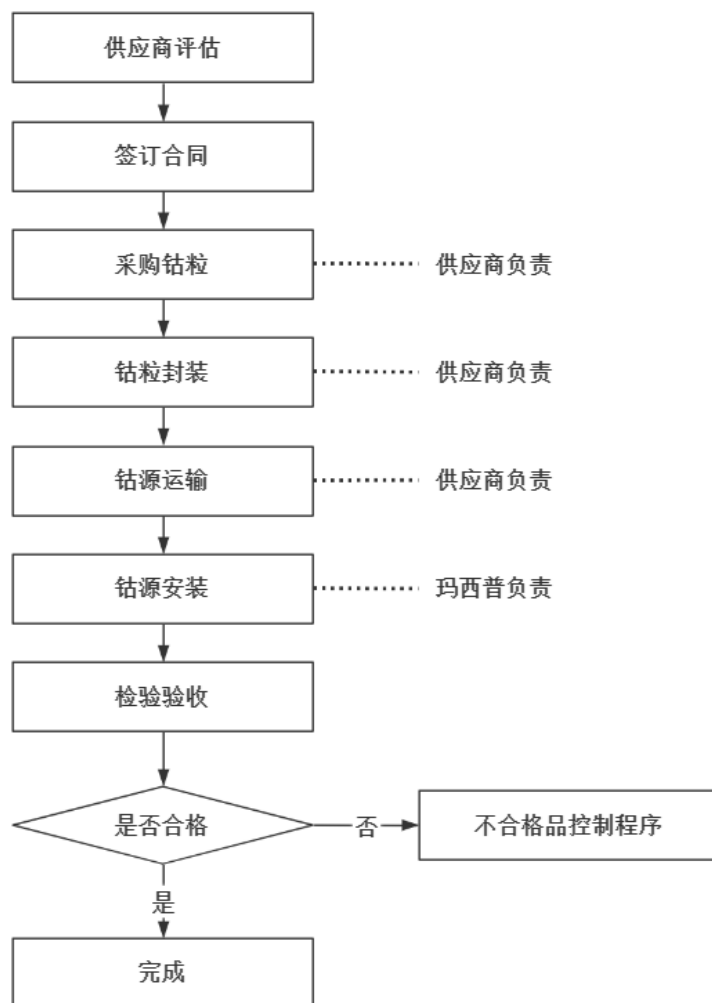 供应商评估
签订合同
采购钴粒
供应商负责
钴粒封装
供应商负责
钴源运输
供应商负责
钴源安装
玛西普负责
检验验收
是否合格
否
不合格品控制程序
是
完成